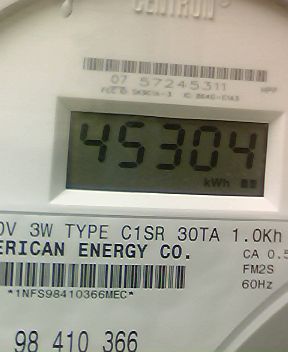 CENTRON®
07 57245311
45304
kWh
0V 3W TYPE C1SR 30TA 1.0Kh
ERICAN ENERGY CO.
CA 0.5
FM2S
60Hz
*1NFS98410366MEC*
98 410 366